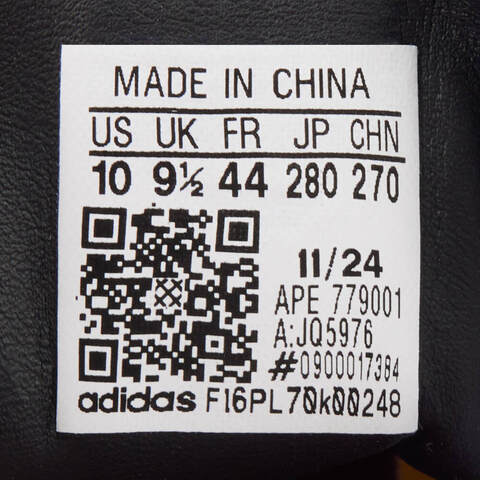 MADE IN CHINA
US UK FR JP CHN
10 9½ 44 280 270
11/24
APE 779001
A:JQ5976
#0900017384
adidas F16PL70k00248